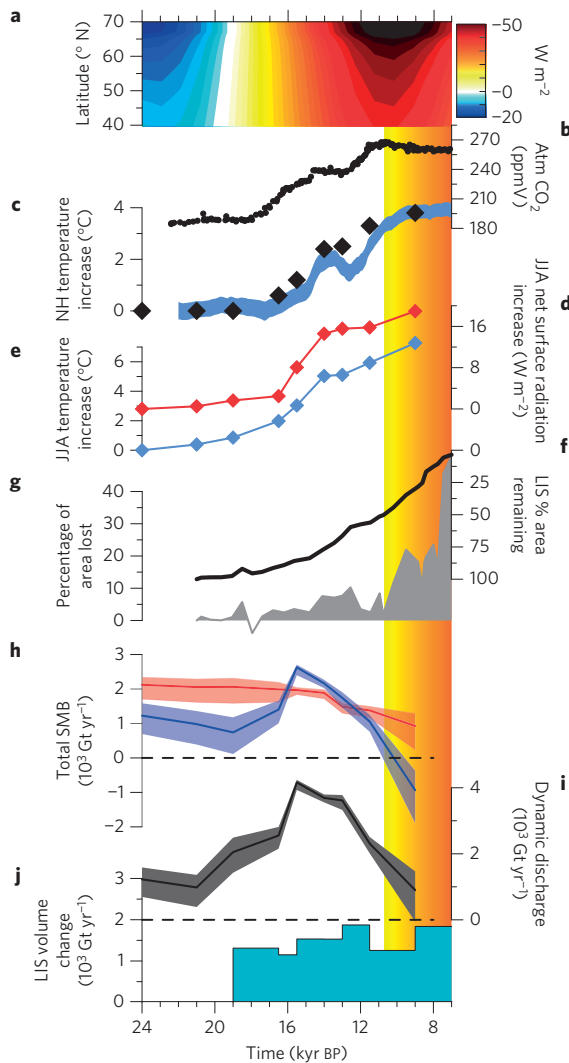 a
70
60
50
40
Latitude (° N)
−50
−0
0
−20
W m−2
b
270
240
210
180
Atm CO2
(ppmV)
c
4
2
0
NH temperature
increase (°C)
d
16
8
0
JJA net surface radiation
increase (W m−2)
e
6
4
2
0
JJA temperature
increase (°C)
0
f
25
50
75
100
LIS % area
remaining
g
40
30
20
10
0
Percentage of
area lost
h
3
2
1
0
−1
−2
Total SMB
(10³ Gt yr−1)
i
4
2
0
Dynamic discharge
(10³ Gt yr−1)
j
3
2
1
0
LIS volume
change
(10³ Gt yr−1)
24
20
16
12
8
Time (kyr BP)